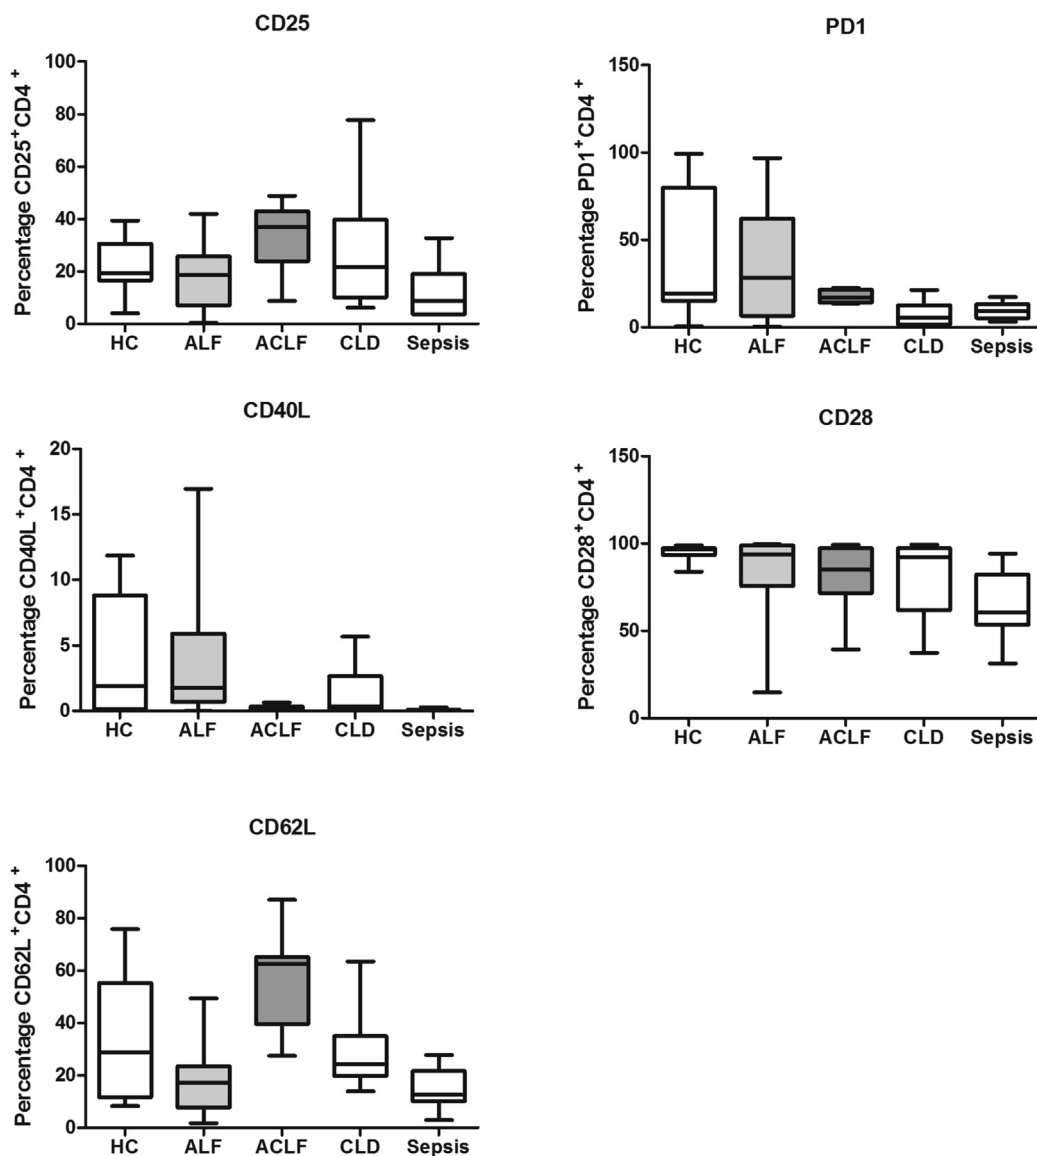 CD25
Percentage CD25⁺CD4⁺
100
80
60
40
20
0
HC ALF ACLF CLD Sepsis
PD1
Percentage PD1⁺CD4⁺
150
100
50
0
HC ALF ACLF CLD Sepsis
CD40L
Percentage CD40L⁺CD4⁺
20
15
10
5
0
HC ALF ACLF CLD Sepsis
CD28
Percentage CD28⁺CD4⁺
150
100
50
0
HC ALF ACLF CLD Sepsis
CD62L
Percentage CD62L⁺CD4⁺
100
80
60
40
20
0
HC ALF ACLF CLD Sepsis